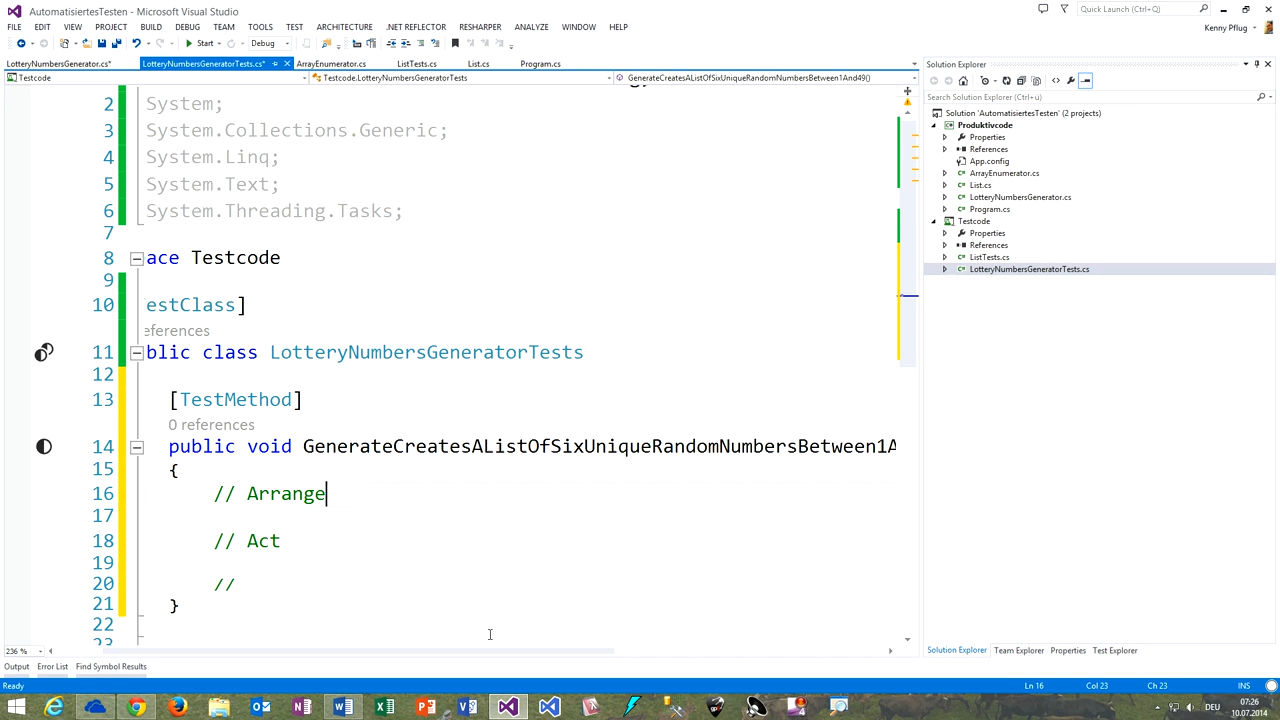 AutomatisiertesTesten - Microsoft Visual Studio
Quick Launch (Ctrl+Q)
FILE EDIT VIEW PROJECT BUILD DEBUG TEAM TOOLS TEST ARCHITECTURE .NET REFLECTOR RESHARPER ANALYZE WINDOW HELP
Kenny Pflug
Start Debug
LotteryNumbersGenerator.cs* LotteryNumbersGeneratorTests.cs* ArrayEnumerator.cs ListTests.cs List.cs Program.cs
Testcode Testcode.LotteryNumbersGeneratorTests GenerateCreatesAListOfSixUniqueRandomNumbersBetween1And49()
2 System;
3 System.Collections.Generic;
4 System.Linq;
5 System.Text;
6 System.Threading.Tasks;
7
8 ace Testcode
9
10 estClass]
eferences
11 blic class LotteryNumbersGeneratorTests
12
13 [TestMethod]
0 references
14 public void GenerateCreatesAListOfSixUniqueRandomNumbersBetween1A
15 {
16 // Arrange
17
18 // Act
19
20 //
21 }
22
23
236 %
Solution Explorer
Search Solution Explorer (Ctrl+ü)
Solution 'AutomatisiertesTesten' (2 projects)
Produktivcode
Properties
References
App.config
ArrayEnumerator.cs
List.cs
LotteryNumbersGenerator.cs
Program.cs
Testcode
Properties
References
ListTests.cs
LotteryNumbersGeneratorTests.cs
Solution Explorer Team Explorer Properties Test Explorer
Output Error List Find Symbol Results
Ready Ln 16 Col 23 Ch 23 INS
DEU 07:26
10.07.2014